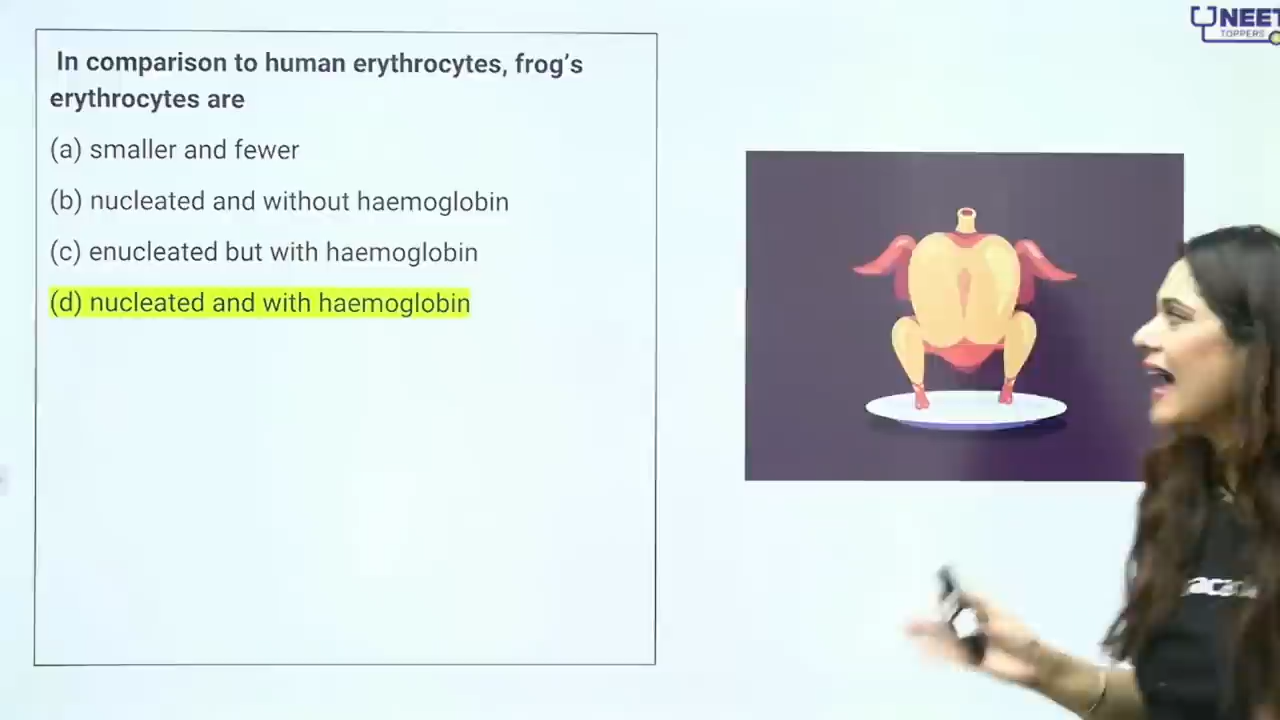 NEET
TOPPERS
In comparison to human erythrocytes, frog's
erythrocytes are
(a) smaller and fewer
(b) nucleated and without haemoglobin
(c) enucleated but with haemoglobin
(d) nucleated and with haemoglobin